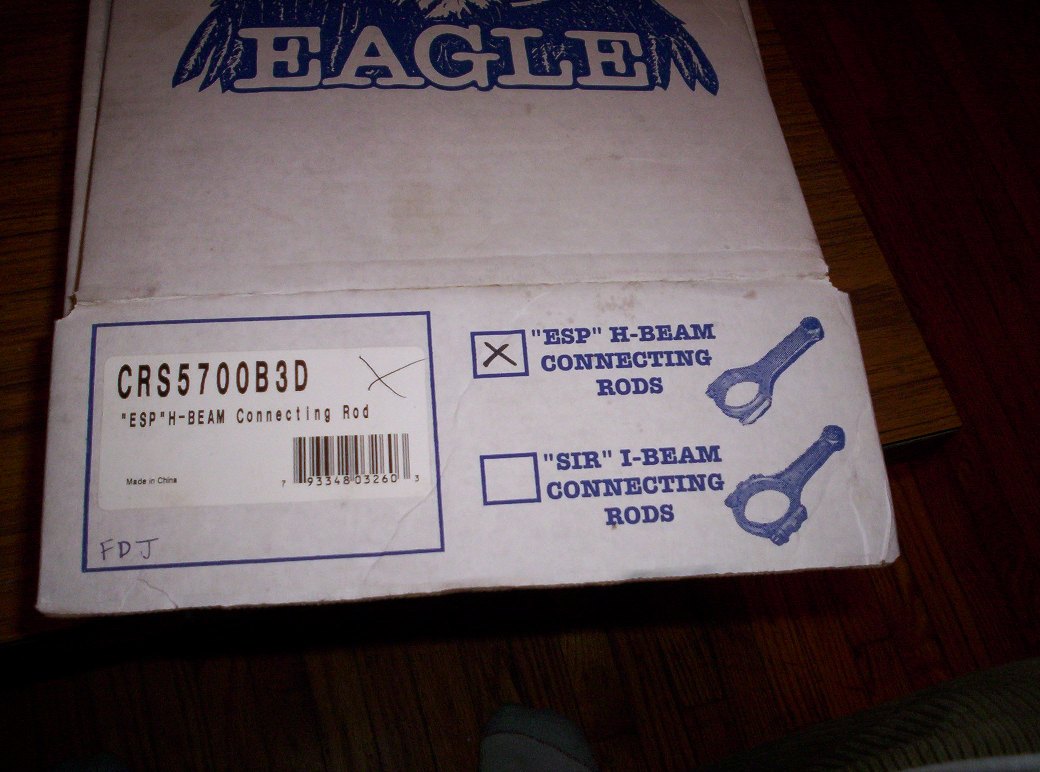 EAGLE
CRS5700B3D
"ESP"H-BEAM Connecting Rod
Made in China
7 93348 03260 3
FDJ
X "ESP" H-BEAM
CONNECTING
RODS
"SIR" I-BEAM
CONNECTING
RODS